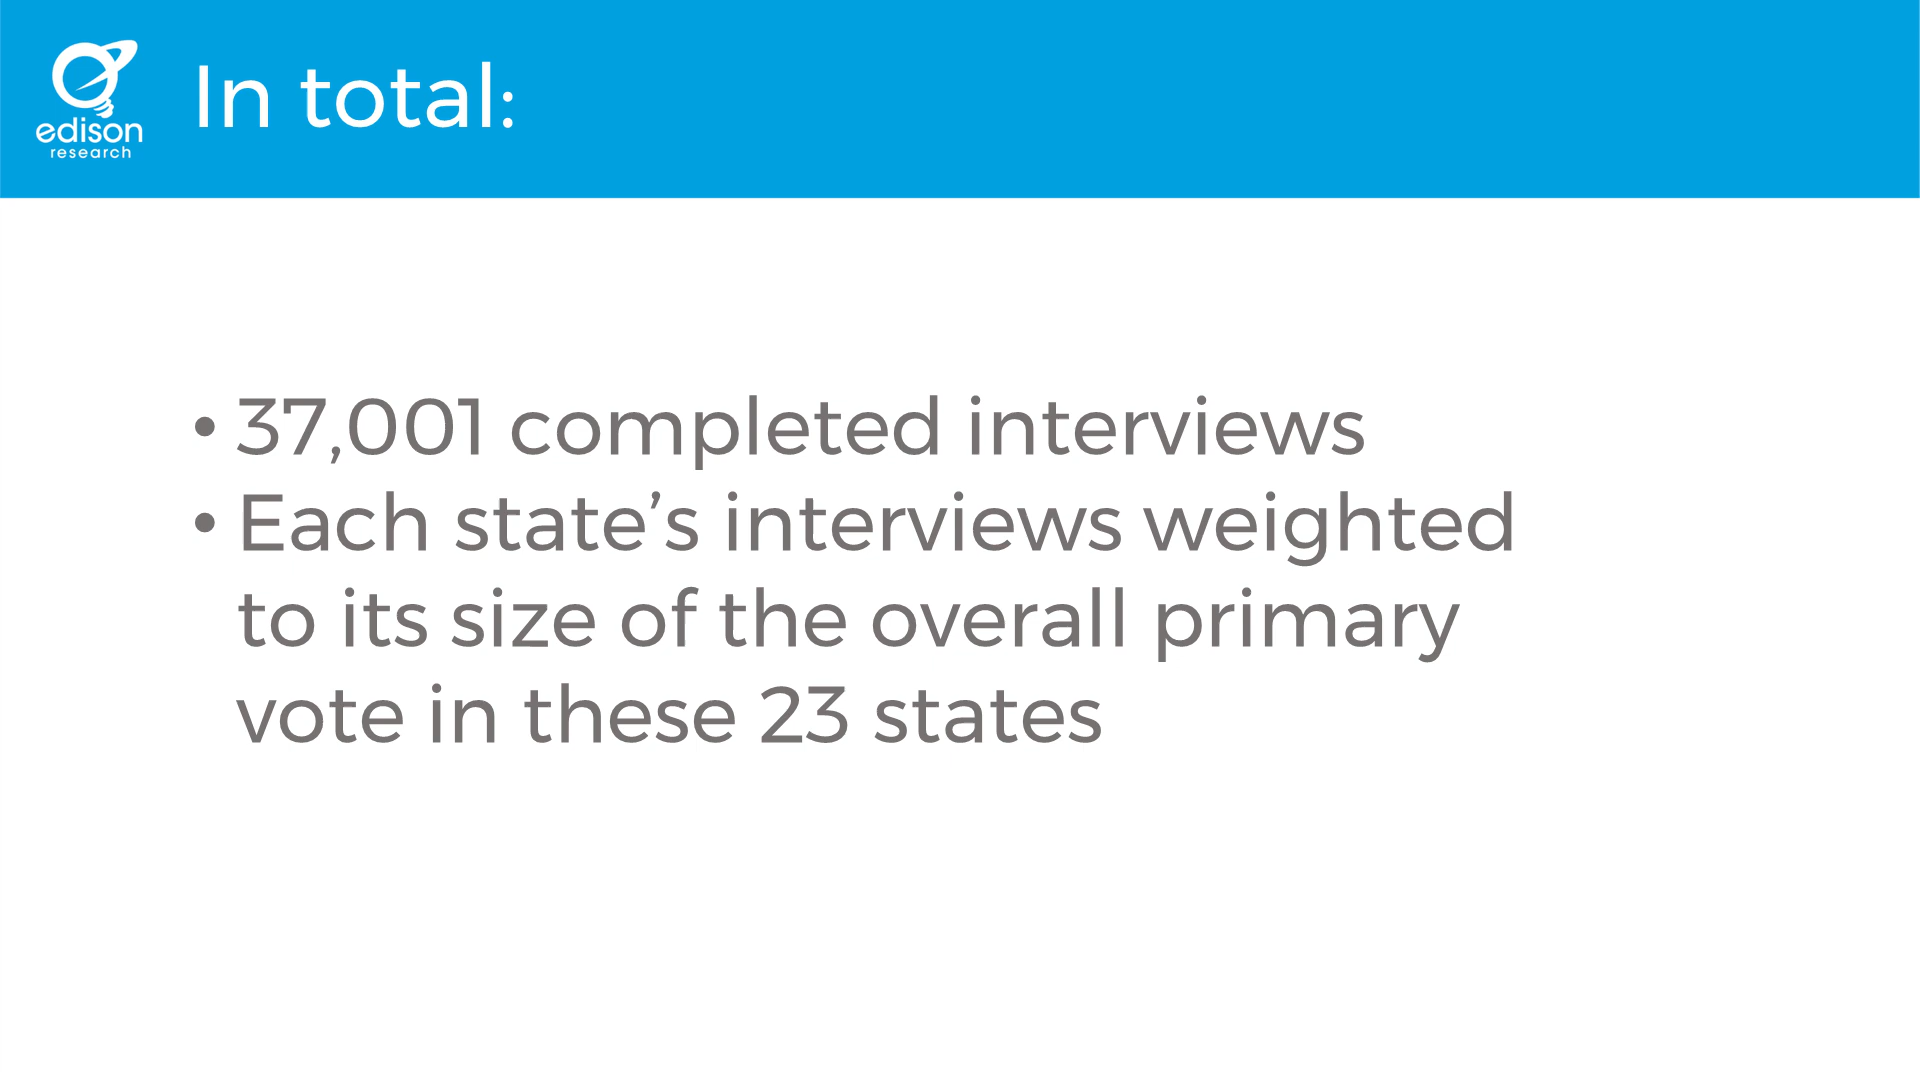 edison
research
In total:
• 37,001 completed interviews
• Each state’s interviews weighted
to its size of the overall primary
vote in these 23 states